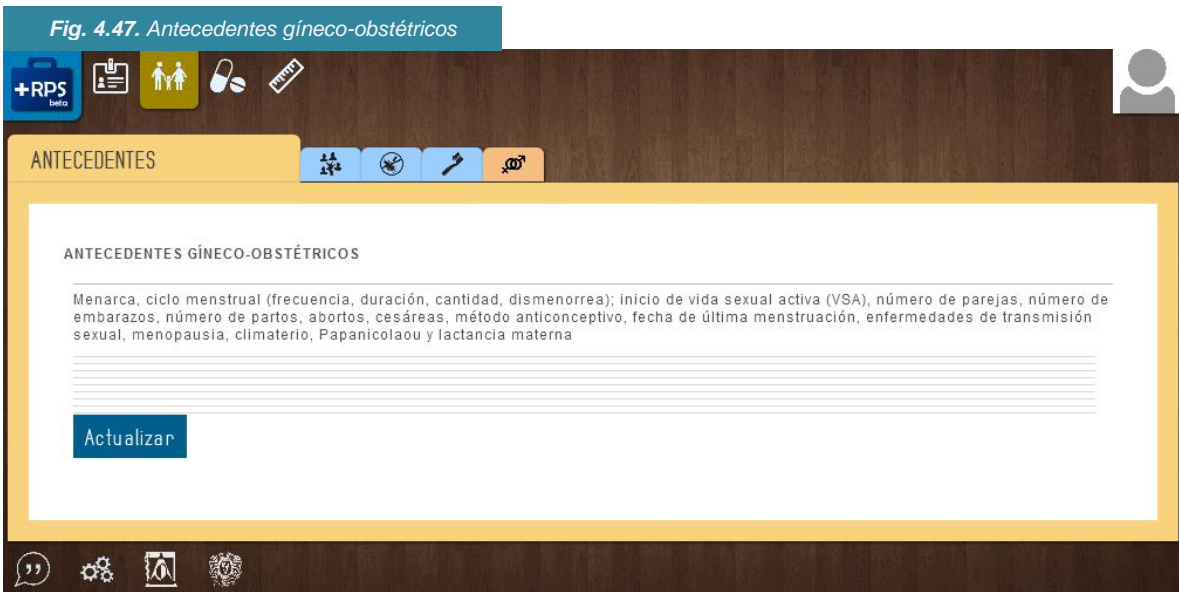 Fig. 4.47. Antecedentes gíneco-obstétricos
+RPS
beta
ANTECEDENTES
ANTECEDENTES GÍNECO-OBSTÉTRICOS
Menarca, ciclo menstrual (frecuencia, duración, cantidad, dismenorrea); inicio de vida sexual activa (VSA), número de parejas, número de
embarazos, número de partos, abortos, cesáreas, método anticonceptivo, fecha de última menstruación, enfermedades de transmisión
sexual, menopausia, climaterio, Papanicolaou y lactancia materna
Actualizar